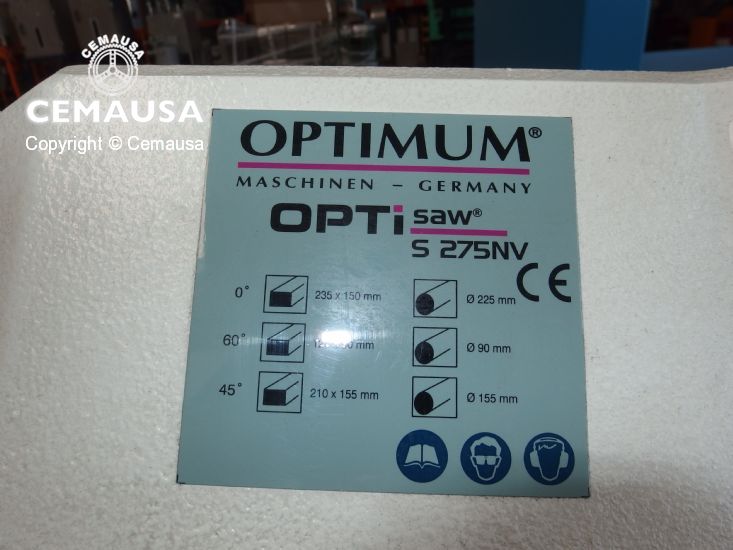 CEMAUSA
CEMAUSA
Copyright © Cemausa
OPTIMUM®
MASCHINEN – GERMANY
OPTi saw®
S 275NV
CE
0° 235 x 150 mm Ø 225 mm
60° mm Ø 90 mm
45° 210 x 155 mm Ø 155 mm